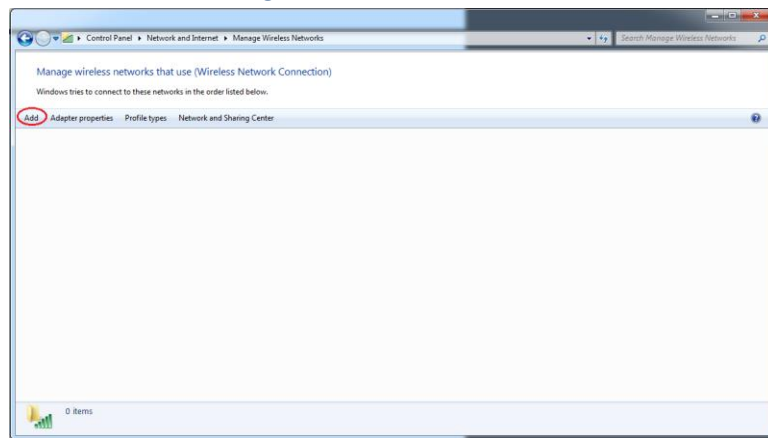 Control Panel ▸ Network and Internet ▸ Manage Wireless Networks
Search Manage Wireless Networks
Manage wireless networks that use (Wireless Network Connection)
Windows tries to connect to these networks in the order listed below.
Add Adapter properties Profile types Network and Sharing Center
0 items